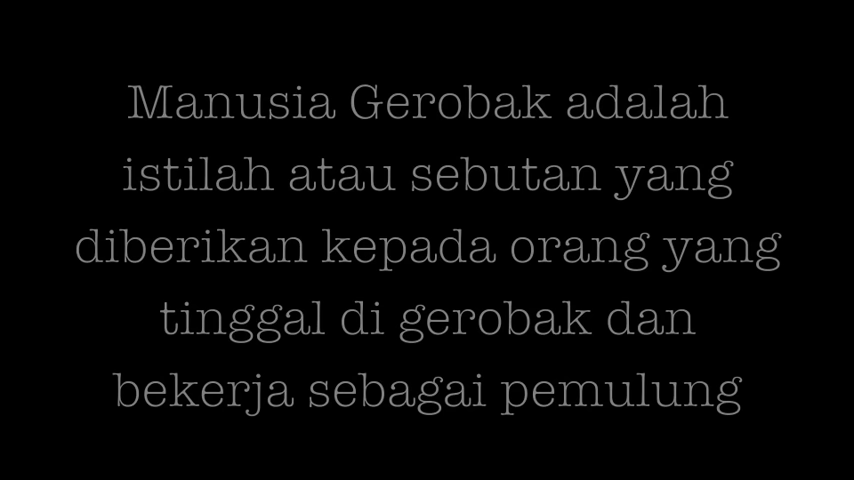 Manusia Gerobak adalah
istilah atau sebutan yang
diberikan kepada orang yang
tinggal di gerobak dan
bekerja sebagai pemulung